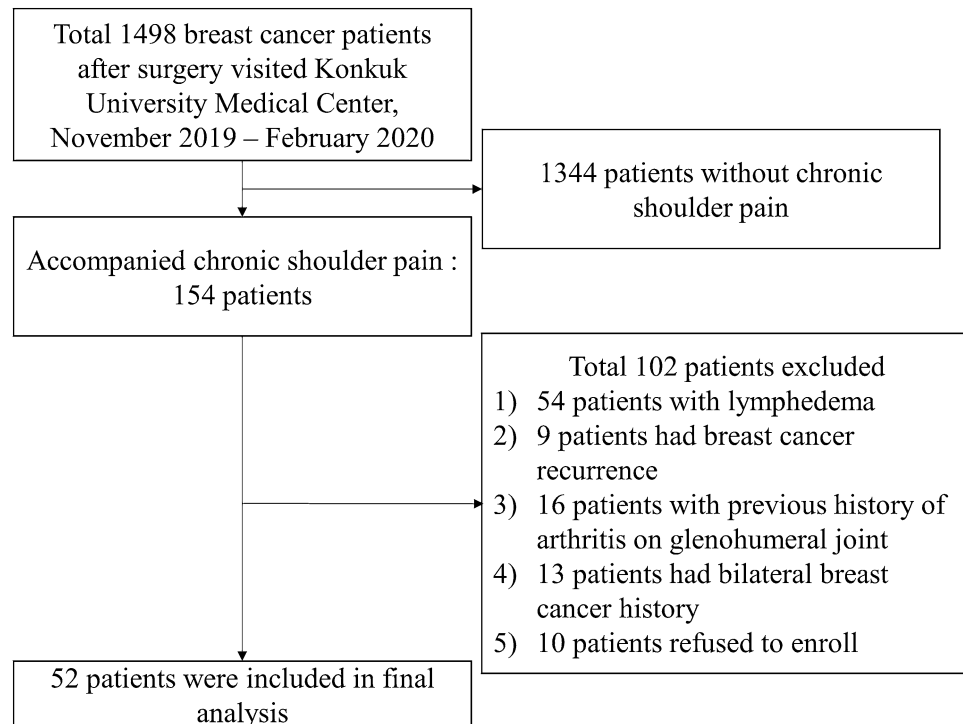 Total 1498 breast cancer patients
after surgery visited Konkuk
University Medical Center,
November 2019 – February 2020
1344 patients without chronic
shoulder pain
Accompanied chronic shoulder pain :
154 patients
Total 102 patients excluded
1) 54 patients with lymphedema
2) 9 patients had breast cancer
recurrence
3) 16 patients with previous history of
arthritis on glenohumeral joint
4) 13 patients had bilateral breast
cancer history
5) 10 patients refused to enroll
52 patients were included in final
analysis